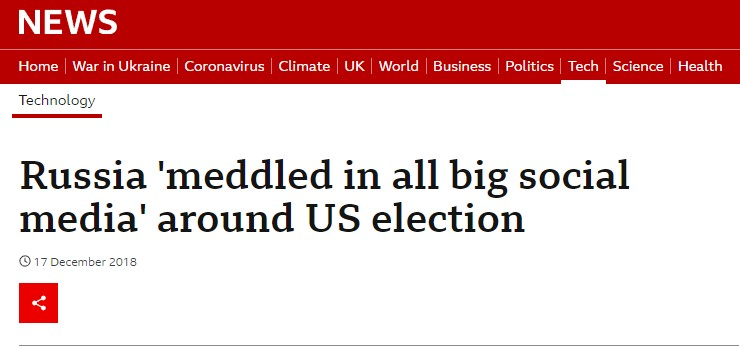 NEWS
Home War in Ukraine Coronavirus Climate UK World Business Politics Tech Science Health
Technology
Russia 'meddled in all big social
media' around US election
17 December 2018